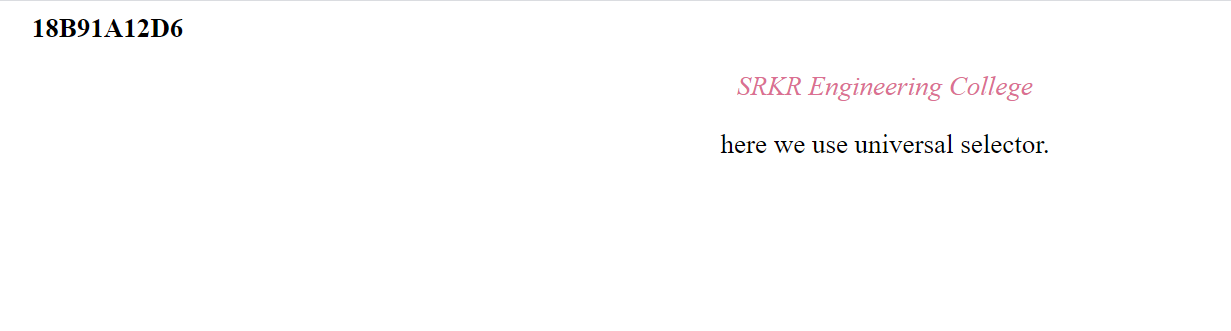 18B91A12D6
SRKR Engineering College
here we use universal selector.